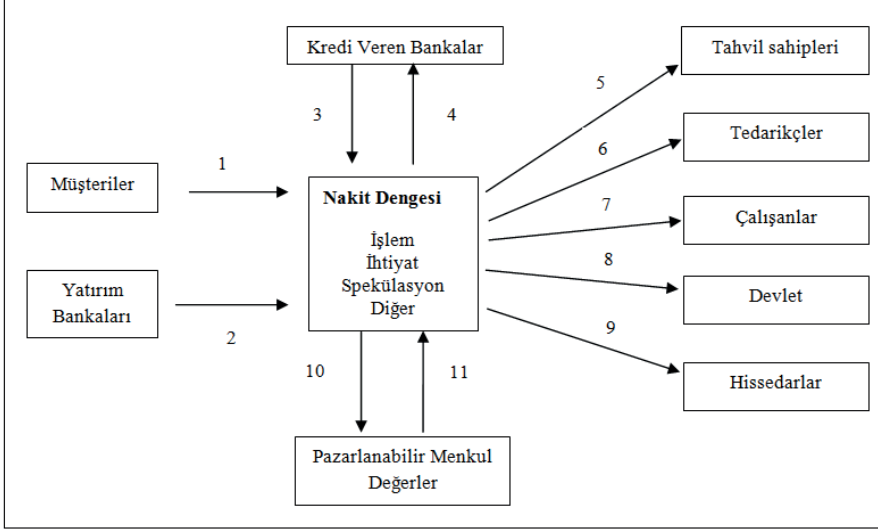 Kredi Veren Bankalar
Tahvil sahipleri
5
3
4
Tedarikçler
6
1
Müşteriler
Nakit Dengesi
İşlem
İhtiyat
Spekülasyon
Diğer
7
Çalışanlar
8
Yatırım
Bankaları
2
Devlet
9
10
11
Hissedarlar
Pazarlanabilir Menkul
Değerler